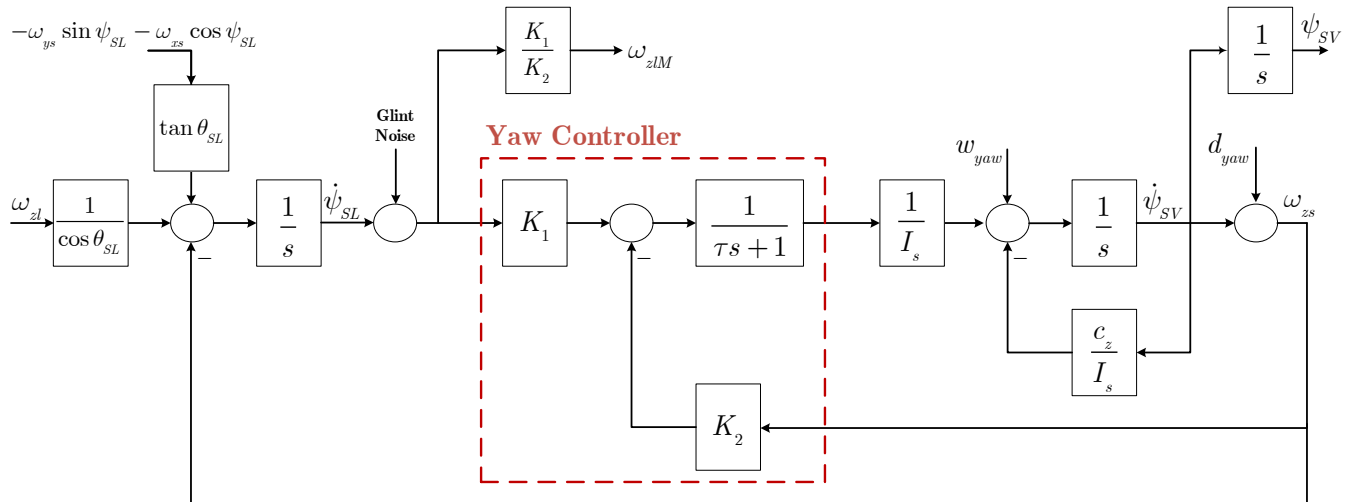 −ω_ys sin ψ_SL − ω_xs cos ψ_SL
tan θ_SL
ω_zl
1
cos θ_SL
−
1
s
ψ̇_SL
Glint
Noise
K_1
K_2
ω_zlM
Yaw Controller
K_1
−
1
τs + 1
K_2
1
I_s
w_yaw
−
1
s
ψ̇_SV
c_z
I_s
1
s
ψ_SV
d_yaw
ω_zs